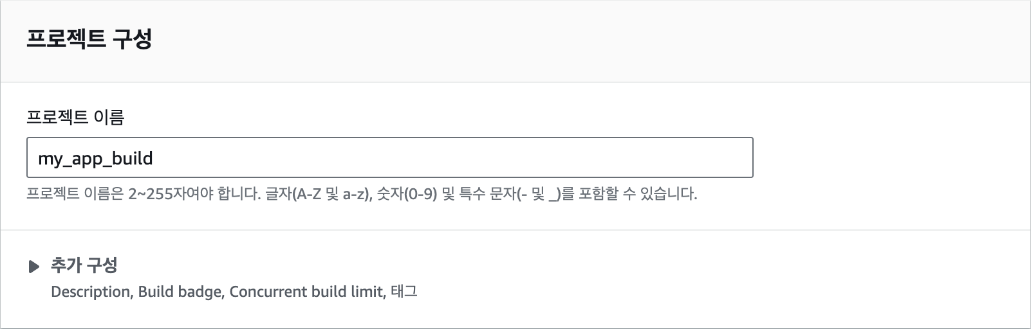 프로젝트 구성
프로젝트 이름
my_app_build
프로젝트 이름은 2~255자여야 합니다. 글자(A-Z 및 a-z), 숫자(0-9) 및 특수 문자(- 및 _)를 포함할 수 있습니다.
추가 구성
Description, Build badge, Concurrent build limit, 태그